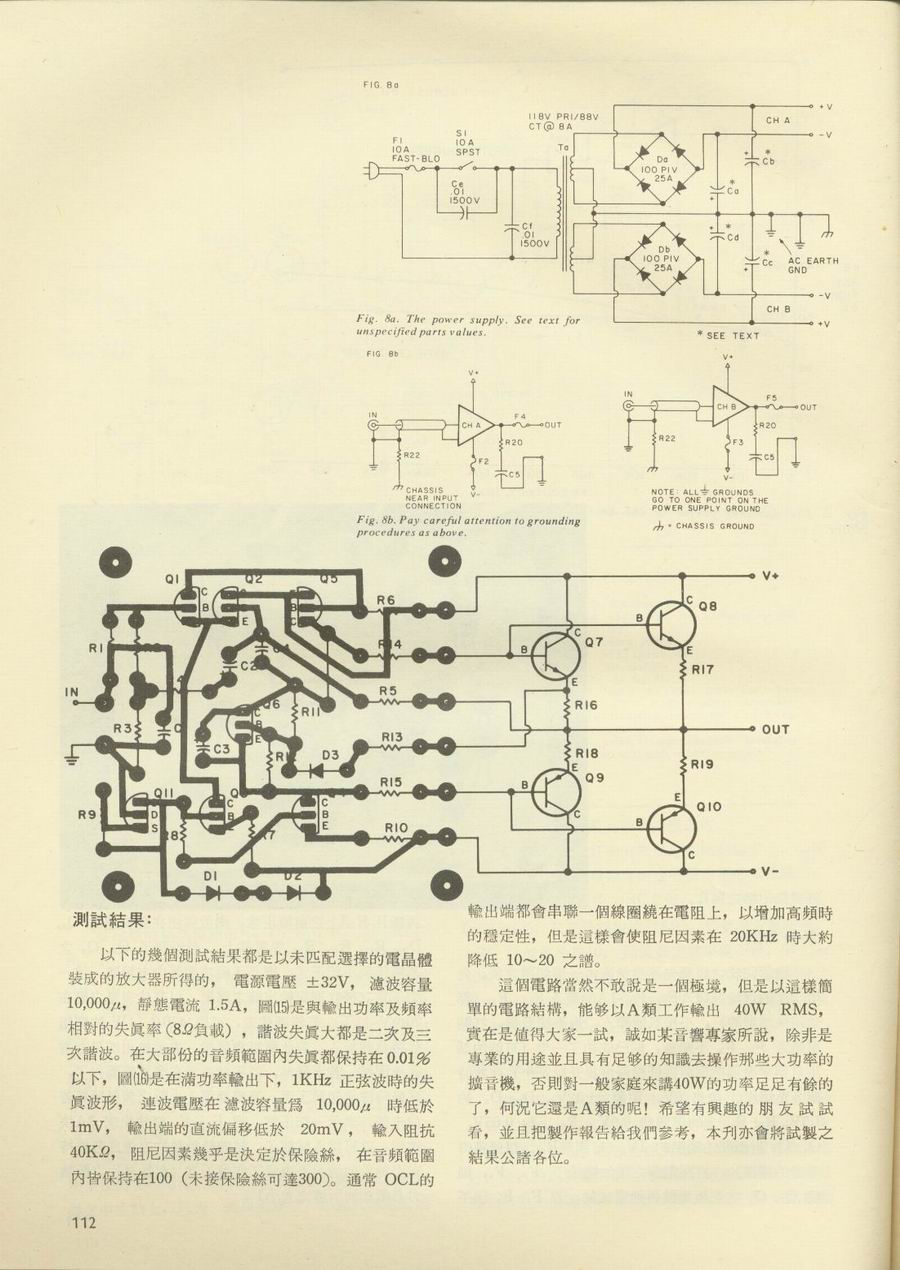 FIG. 8a
118V PRI/88V
CT@ 8A
F1
10A
FAST-BLO
S1
10A
SPST
Ta
Ce
.01
1500V
Cf
.01
1500V
Da
100 PIV
25A
Db
100 PIV
25A
* Ca
* Cb
* Cd
* Cc
+V
CH A
-V
AC EARTH
GND
-V
CH B
+V
* SEE TEXT
Fig. 8a. The power supply. See text for
unspecified parts values.
FIG. 8b
V+
IN
CH A
F4
OUT
R20
R22
F2
C5
V-
CHASSIS
NEAR INPUT
CONNECTION
V+
IN
CH B
F5
OUT
R20
R22
F3
C5
V-
NOTE: ALL GROUNDS
GO TO ONE POINT ON THE
POWER SUPPLY GROUND
= CHASSIS GROUND
Fig. 8b. Pay careful attention to grounding
procedures as above.
Q1 C B
Q2 E
Q5
R6
R14
R5
R13
R15
R10
R1
C2
IN
R3
C3
R11
D3
R9
Q11
D
S
C
B
E
D1
D2
V+
Q8
B
C
E
Q7
B
C
E
R17
R16
OUT
R18
R19
Q9
B
E
C
Q10
B
E
C
V-
測試結果：
以下的幾個測試結果都是以未匹配選擇的電晶體
裝成的放大器所得的， 電源電壓 ±32V， 濾波容量
10,000μ，靜態電流 1.5A，圖⒂是與輸出功率及頻率
相對的失眞率（8Ω負載），諧波失眞大都是二次及三
次諧波。在大部份的音頻範圍內失眞都保持在 0.01%
以下，圖⒃是在滿功率輸出下，1KHz 正弦波時的失
眞波形， 連波電壓在濾波容量爲 10,000μ 時低於
1mV， 輸出端的直流偏移低於 20mV， 輸入阻抗
40KΩ， 阻尼因素幾乎是決定於保險絲， 在音頻範圍
內皆保持在100（未接保險絲可達300）。通常 OCL的
輸出端都會串聯一個線圈繞在電阻上，以增加高頻時
的穩定性，但是這樣會使阻尼因素在 20KHz 時大約
降低 10～20 之譜。
這個電路當然不敢說是一個極境，但是以這樣簡
單的電路結構，能够以A類工作輸出 40W RMS，
實在是值得大家一試，誠如某音響專家所說，除非是
專業的用途並且具有足够的知識去操作那些大功率的
擴音機，否則對一般家庭來講40W的功率足足有餘的
了，何況它還是A類的呢！希望有興趣的朋友試試
看，並且把製作報告給我們參考，本刋亦會將試製之
結果公諸各位。
112